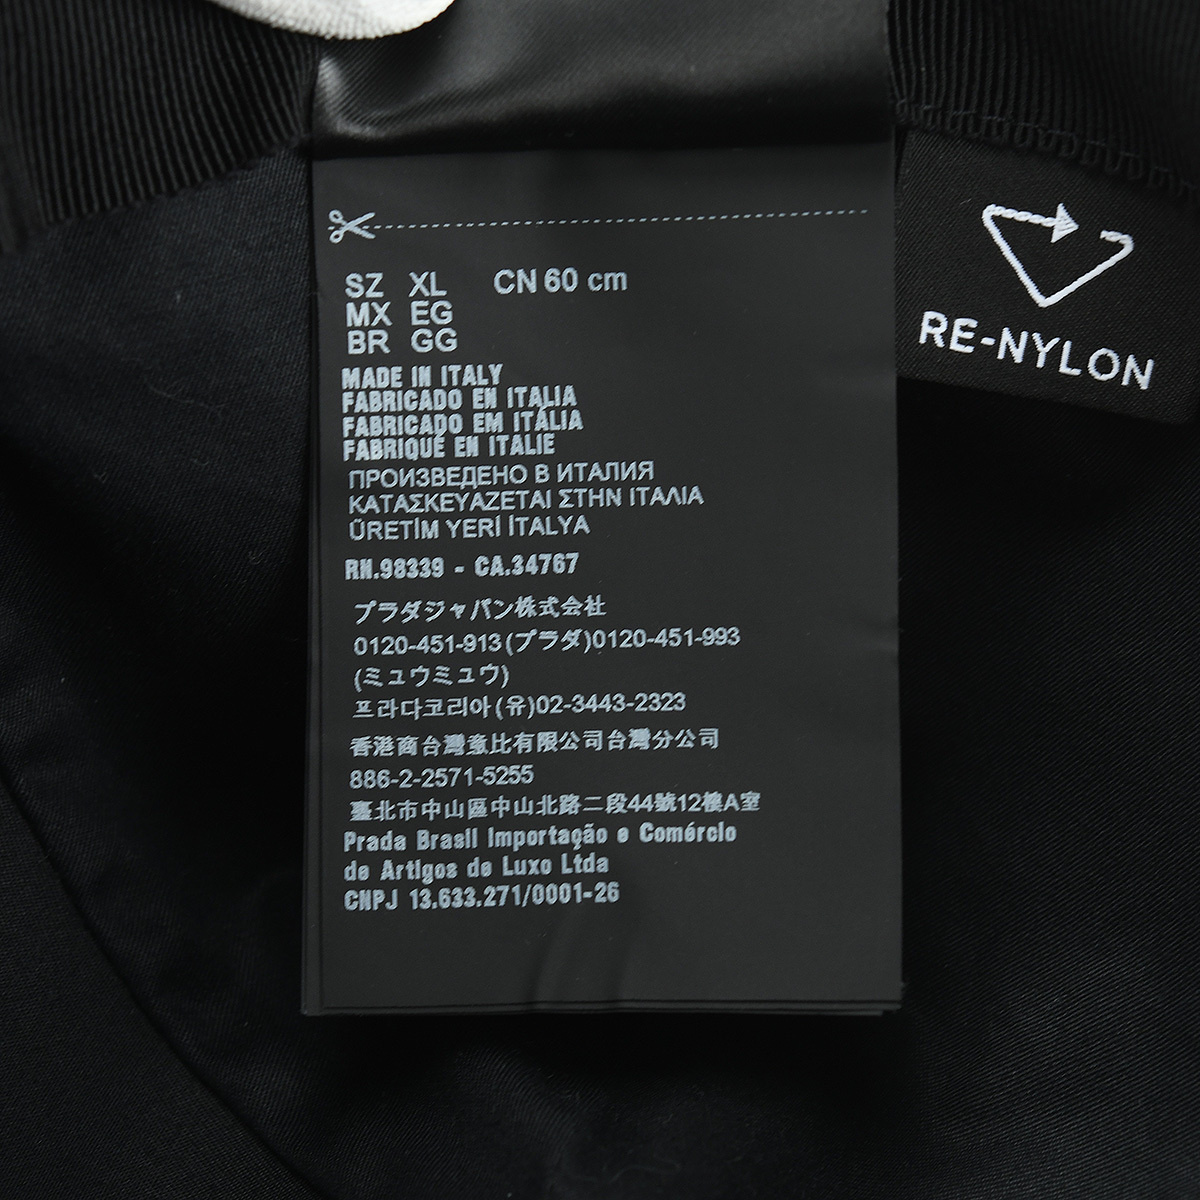 SZ XL CN 60 cm
MX EG
BR GG
MADE IN ITALY
FABRICADO EN ITALIA
FABRICADO EM ITÁLIA
FABRIQUÉ EN ITALIE
ПРОИЗВЕДЕНО В ИТАЛИЯ
ΚΑΤΑΣΚΕΥΑΖΕΤΑΙ ΣΤΗΝ ΙΤΑΛΙΑ
ÜRETİM YERİ İTALYA
RN.98339 - CA.34767
プラダジャパン株式会社
0120-451-913(プラダ)0120-451-993
(ミュウミュウ)
프라다코리아(유)02-3443-2323
香港商台灣意比有限公司台灣分公司
886-2-2571-5255
臺北市中山區中山北路二段44號12樓A室
Prada Brasil Importação e Comércio
de Artigos de Luxo Ltda
CNPJ 13.633.271/0001-26
RE-NYLON